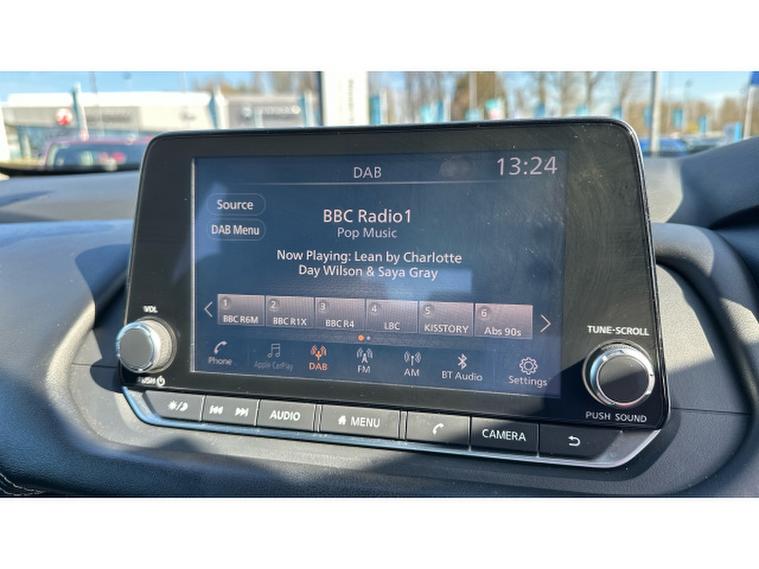 DAB
13:24
Source
DAB Menu
BBC Radio1
Pop Music
Now Playing: Lean by Charlotte
Day Wilson & Saya Gray
1
BBC R6M
2
BBC R1X
3
BBC R4
4
LBC
5
KISSTORY
6
Abs 90s
Phone
Apple CarPlay
DAB
FM
AM
BT Audio
Settings
VOL
PUSH
TUNE·SCROLL
PUSH SOUND
AUDIO
MENU
CAMERA